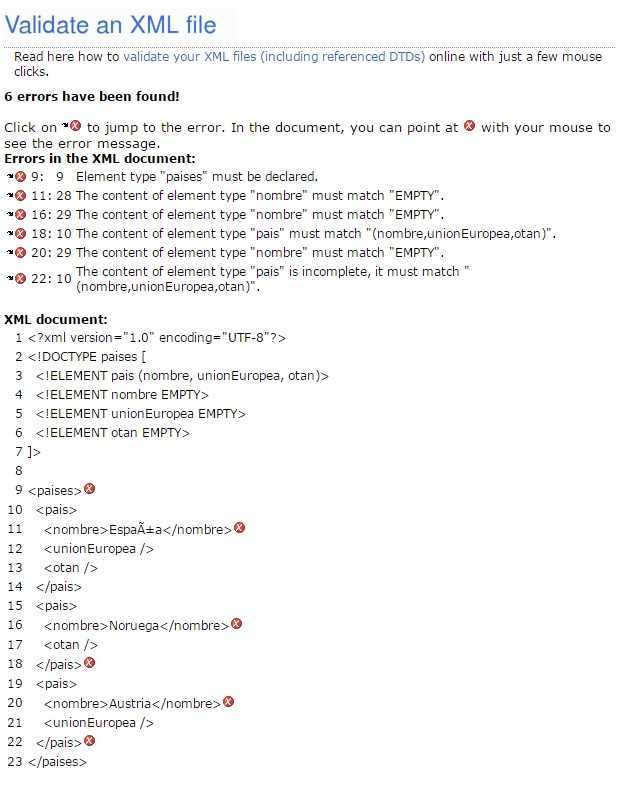 Validate an XML file
Read here how to validate your XML files (including referenced DTDs) online with just a few mouse
clicks.
6 errors have been found!
Click on to jump to the error. In the document, you can point at with your mouse to
see the error message.
Errors in the XML document:
9: 9 Element type "paises" must be declared.
11: 28 The content of element type "nombre" must match "EMPTY".
16: 29 The content of element type "nombre" must match "EMPTY".
18: 10 The content of element type "pais" must match "(nombre,unionEuropea,otan)".
20: 29 The content of element type "nombre" must match "EMPTY".
22: 10 The content of element type "pais" is incomplete, it must match "
(nombre,unionEuropea,otan)".
XML document:
1 <?xml version="1.0" encoding="UTF-8"?>
2 <!DOCTYPE paises [
3 <!ELEMENT pais (nombre, unionEuropea, otan)>
4 <!ELEMENT nombre EMPTY>
5 <!ELEMENT unionEuropea EMPTY>
6 <!ELEMENT otan EMPTY>
7 ]>
8
9 <paises>
10 <pais>
11 <nombre>EspaÃ±a</nombre>
12 <unionEuropea />
13 <otan />
14 </pais>
15 <pais>
16 <nombre>Noruega</nombre>
17 <otan />
18 </pais>
19 <pais>
20 <nombre>Austria</nombre>
21 <unionEuropea />
22 </pais>
23 </paises>